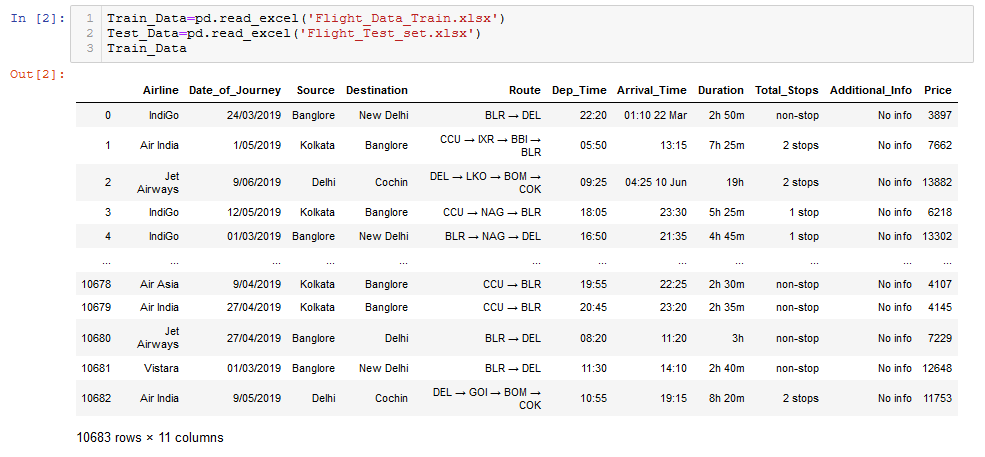 In [2]:
1 Train_Data=pd.read_excel('Flight_Data_Train.xlsx')
2 Test_Data=pd.read_excel('Flight_Test_set.xlsx')
3 Train_Data
Out[2]:
Airline Date_of_Journey Source Destination Route Dep_Time Arrival_Time Duration Total_Stops Additional_Info Price
0 IndiGo 24/03/2019 Banglore New Delhi BLR → DEL 22:20 01:10 22 Mar 2h 50m non-stop No info 3897
1 Air India 1/05/2019 Kolkata Banglore CCU → IXR → BBI → BLR 05:50 13:15 7h 25m 2 stops No info 7662
2 Jet Airways 9/06/2019 Delhi Cochin DEL → LKO → BOM → COK 09:25 04:25 10 Jun 19h 2 stops No info 13882
3 IndiGo 12/05/2019 Kolkata Banglore CCU → NAG → BLR 18:05 23:30 5h 25m 1 stop No info 6218
4 IndiGo 01/03/2019 Banglore New Delhi BLR → NAG → DEL 16:50 21:35 4h 45m 1 stop No info 13302
... ... ... ... ... ... ... ... ... ... ... ...
10678 Air Asia 9/04/2019 Kolkata Banglore CCU → BLR 19:55 22:25 2h 30m non-stop No info 4107
10679 Air India 27/04/2019 Kolkata Banglore CCU → BLR 20:45 23:20 2h 35m non-stop No info 4145
10680 Jet Airways 27/04/2019 Banglore Delhi BLR → DEL 08:20 11:20 3h non-stop No info 7229
10681 Vistara 01/03/2019 Banglore New Delhi BLR → DEL 11:30 14:10 2h 40m non-stop No info 12648
10682 Air India 9/05/2019 Delhi Cochin DEL → GOI → BOM → COK 10:55 19:15 8h 20m 2 stops No info 11753
10683 rows × 11 columns